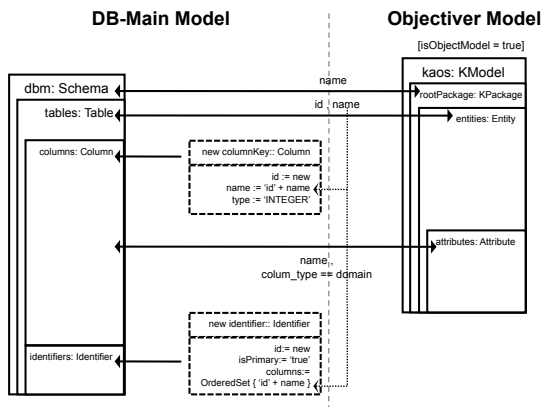 DB-Main Model
Objectiver Model
[isObjectModel = true]
name
kaos: KModel
dbm: Schema
rootPackage: KPackage
tables: Table
id , name
entities: Entity
columns: Column
new columnKey:: Column
id := new
name := 'id' + name
type := 'INTEGER'
attributes: Attribute
name ,
colum_type == domain
new identifier:: Identifier
identifiers: Identifier
id:= new
isPrimary:= 'true'
columns:=
OrderedSet { 'id' + name }